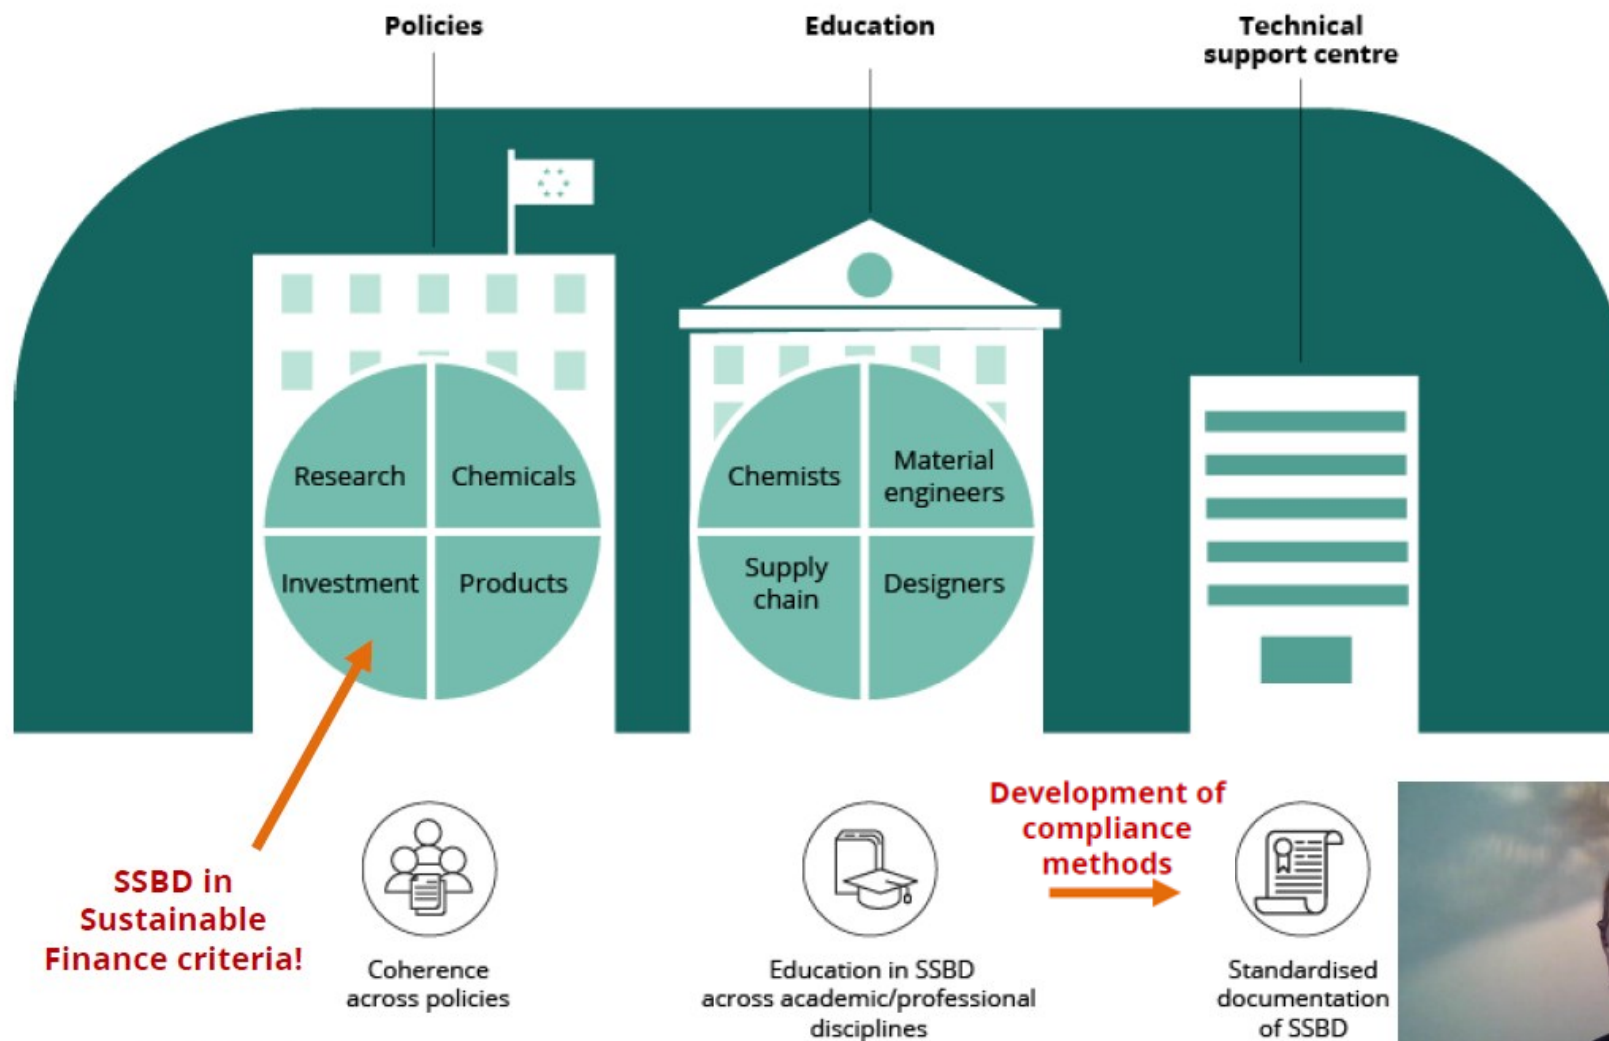 Policies
Education
Technical
support centre
Research
Chemicals
Investment
Products
Chemists
Material
engineers
Supply
chain
Designers
SSBD in
Sustainable
Finance criteria!
Coherence
across policies
Education in SSBD
across academic/professional
disciplines
Development of
compliance
methods
Standardised
documentation
of SSBD